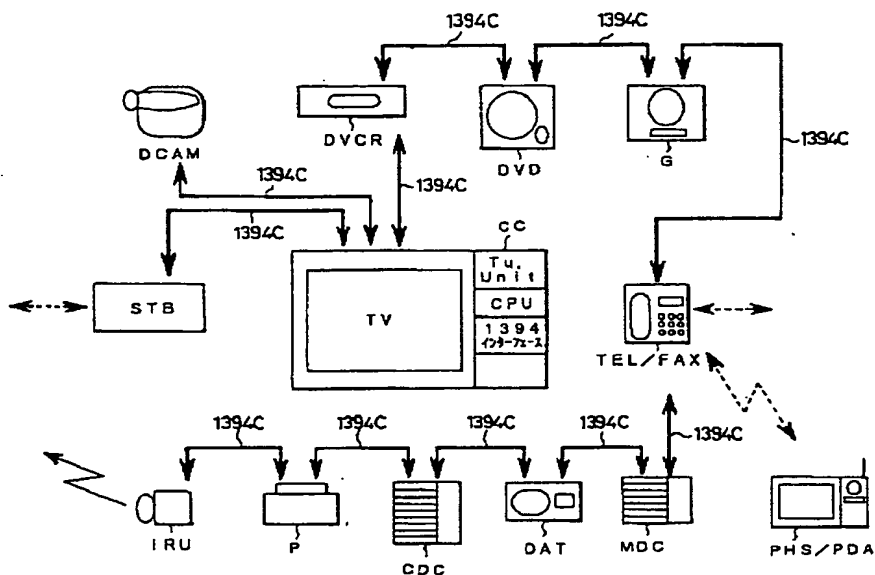 1394C
1394C
1394C
DCAM
DVCR
DVD
G
1394C
1394C
1394C
CC
Tu.
Unit
CPU
1394
インターフェース
STB
TV
TEL/FAX
1394C
1394C
1394C
1394C
1394C
IRU
P
CDC
DAT
MDC
PHS/PDA